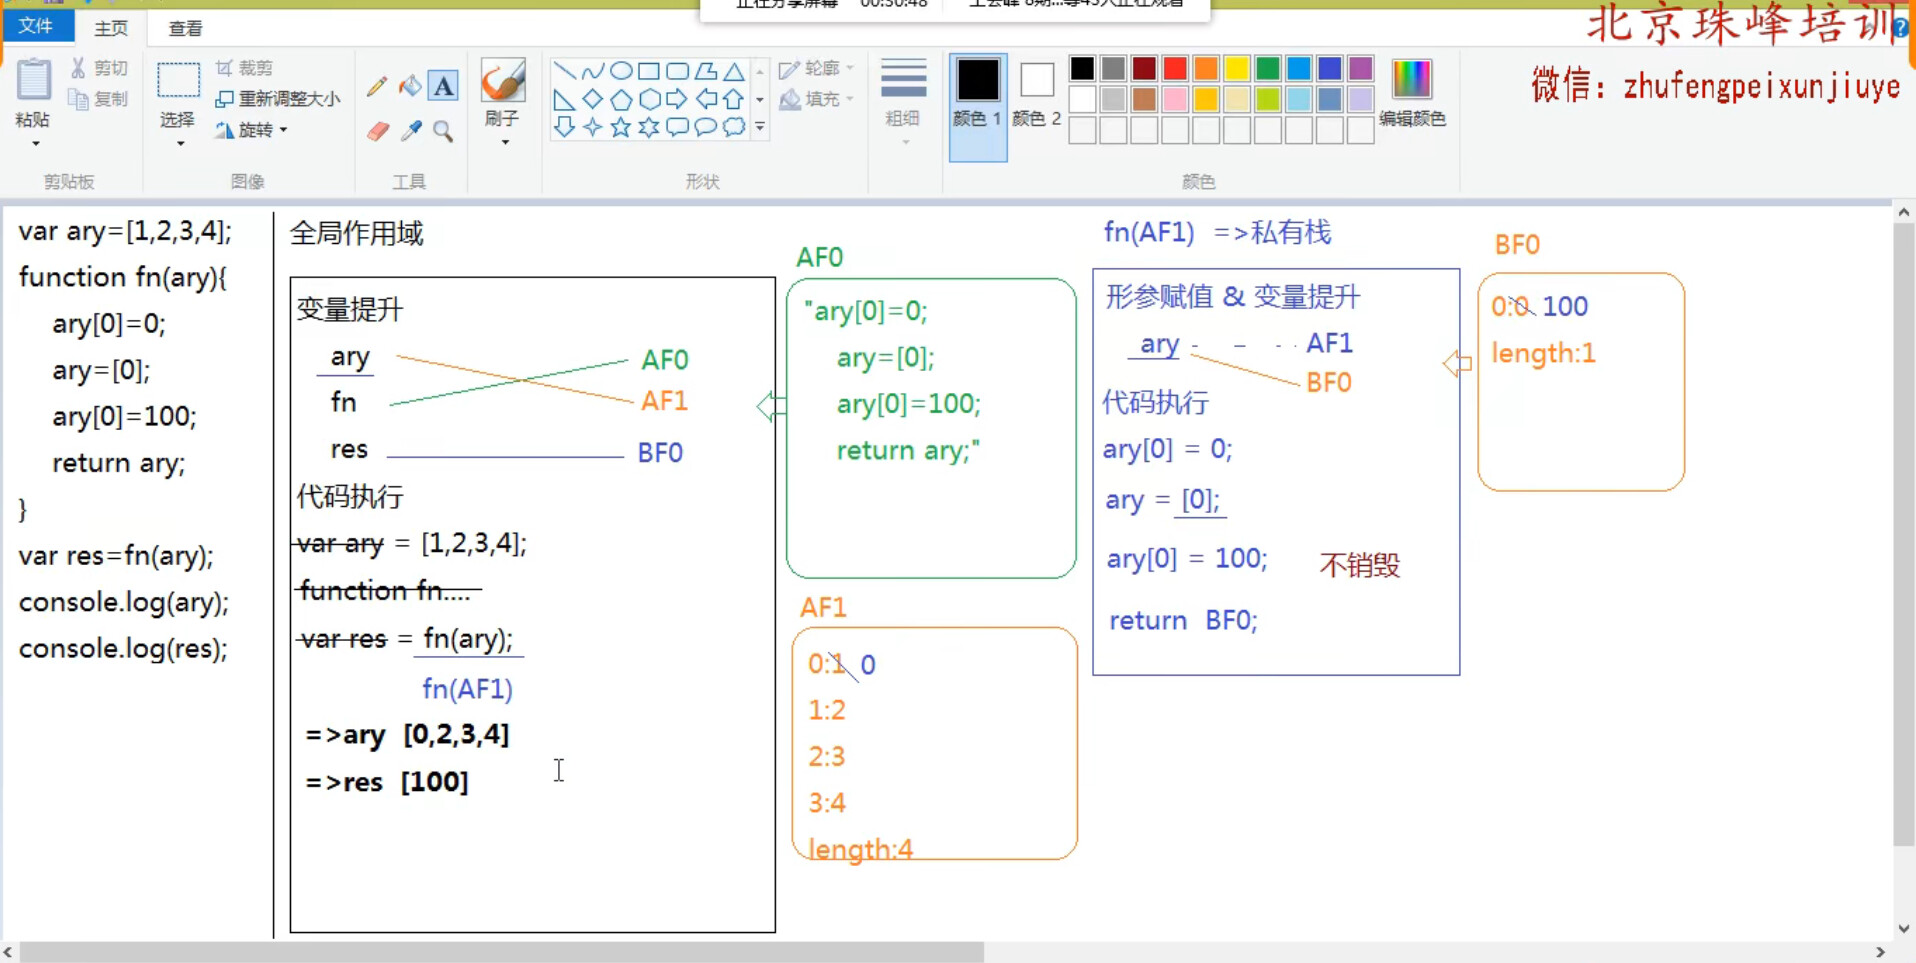 正在分享屏幕 00:30:48
北京珠峰培训
微信：zhufengpeixunjiuye
文件 主页 查看
粘贴
剪切
复制
剪贴板
选择
裁剪
重新调整大小
旋转
图像
A
工具
刷子
轮廓
填充
形状
粗细
颜色 1
颜色 2
编辑颜色
颜色
var ary=[1,2,3,4];
function fn(ary){
ary[0]=0;
ary=[0];
ary[0]=100;
return ary;
}
var res=fn(ary);
console.log(ary);
console.log(res);
全局作用域
变量提升
ary
fn
res
AF0
AF1
BF0
代码执行
var ary = [1,2,3,4];
function fn....
var res = fn(ary);
fn(AF1)
=>ary [0,2,3,4]
=>res [100]
AF0
"ary[0]=0;
ary=[0];
ary[0]=100;
return ary;"
AF1
0:1 0
1:2
2:3
3:4
length:4
fn(AF1) =>私有栈
形参赋值 & 变量提升
ary - - - AF1
BF0
代码执行
ary[0] = 0;
ary = [0];
ary[0] = 100;
不销毁
return BF0;
BF0
0:0 100
length:1